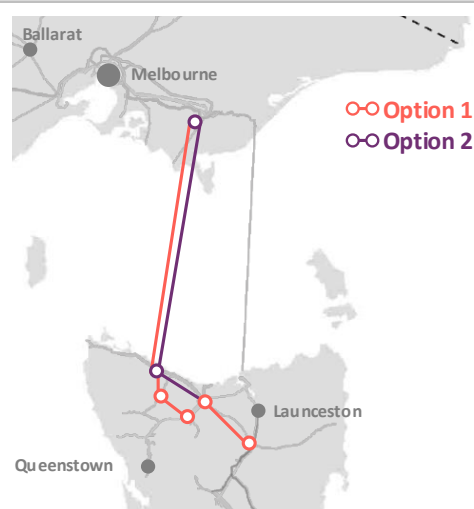 Ballarat
Melbourne
Option 1
Option 2
Launceston
Queenstown